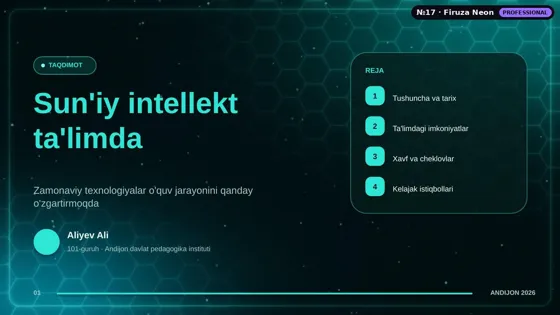 №17 · Firuza Neon PROFESSIONAL
TAQDIMOT
Sun'iy intellekt
ta'limda
Zamonaviy texnologiyalar o'quv jarayonini qanday
o'zgartirmoqda
Aliyev Ali
101-guruh · Andijon davlat pedagogika instituti
REJA
1 Tushuncha va tarix
2 Ta'limdagi imkoniyatlar
3 Xavf va cheklovlar
4 Kelajak istiqbollari
01
ANDIJON 2026